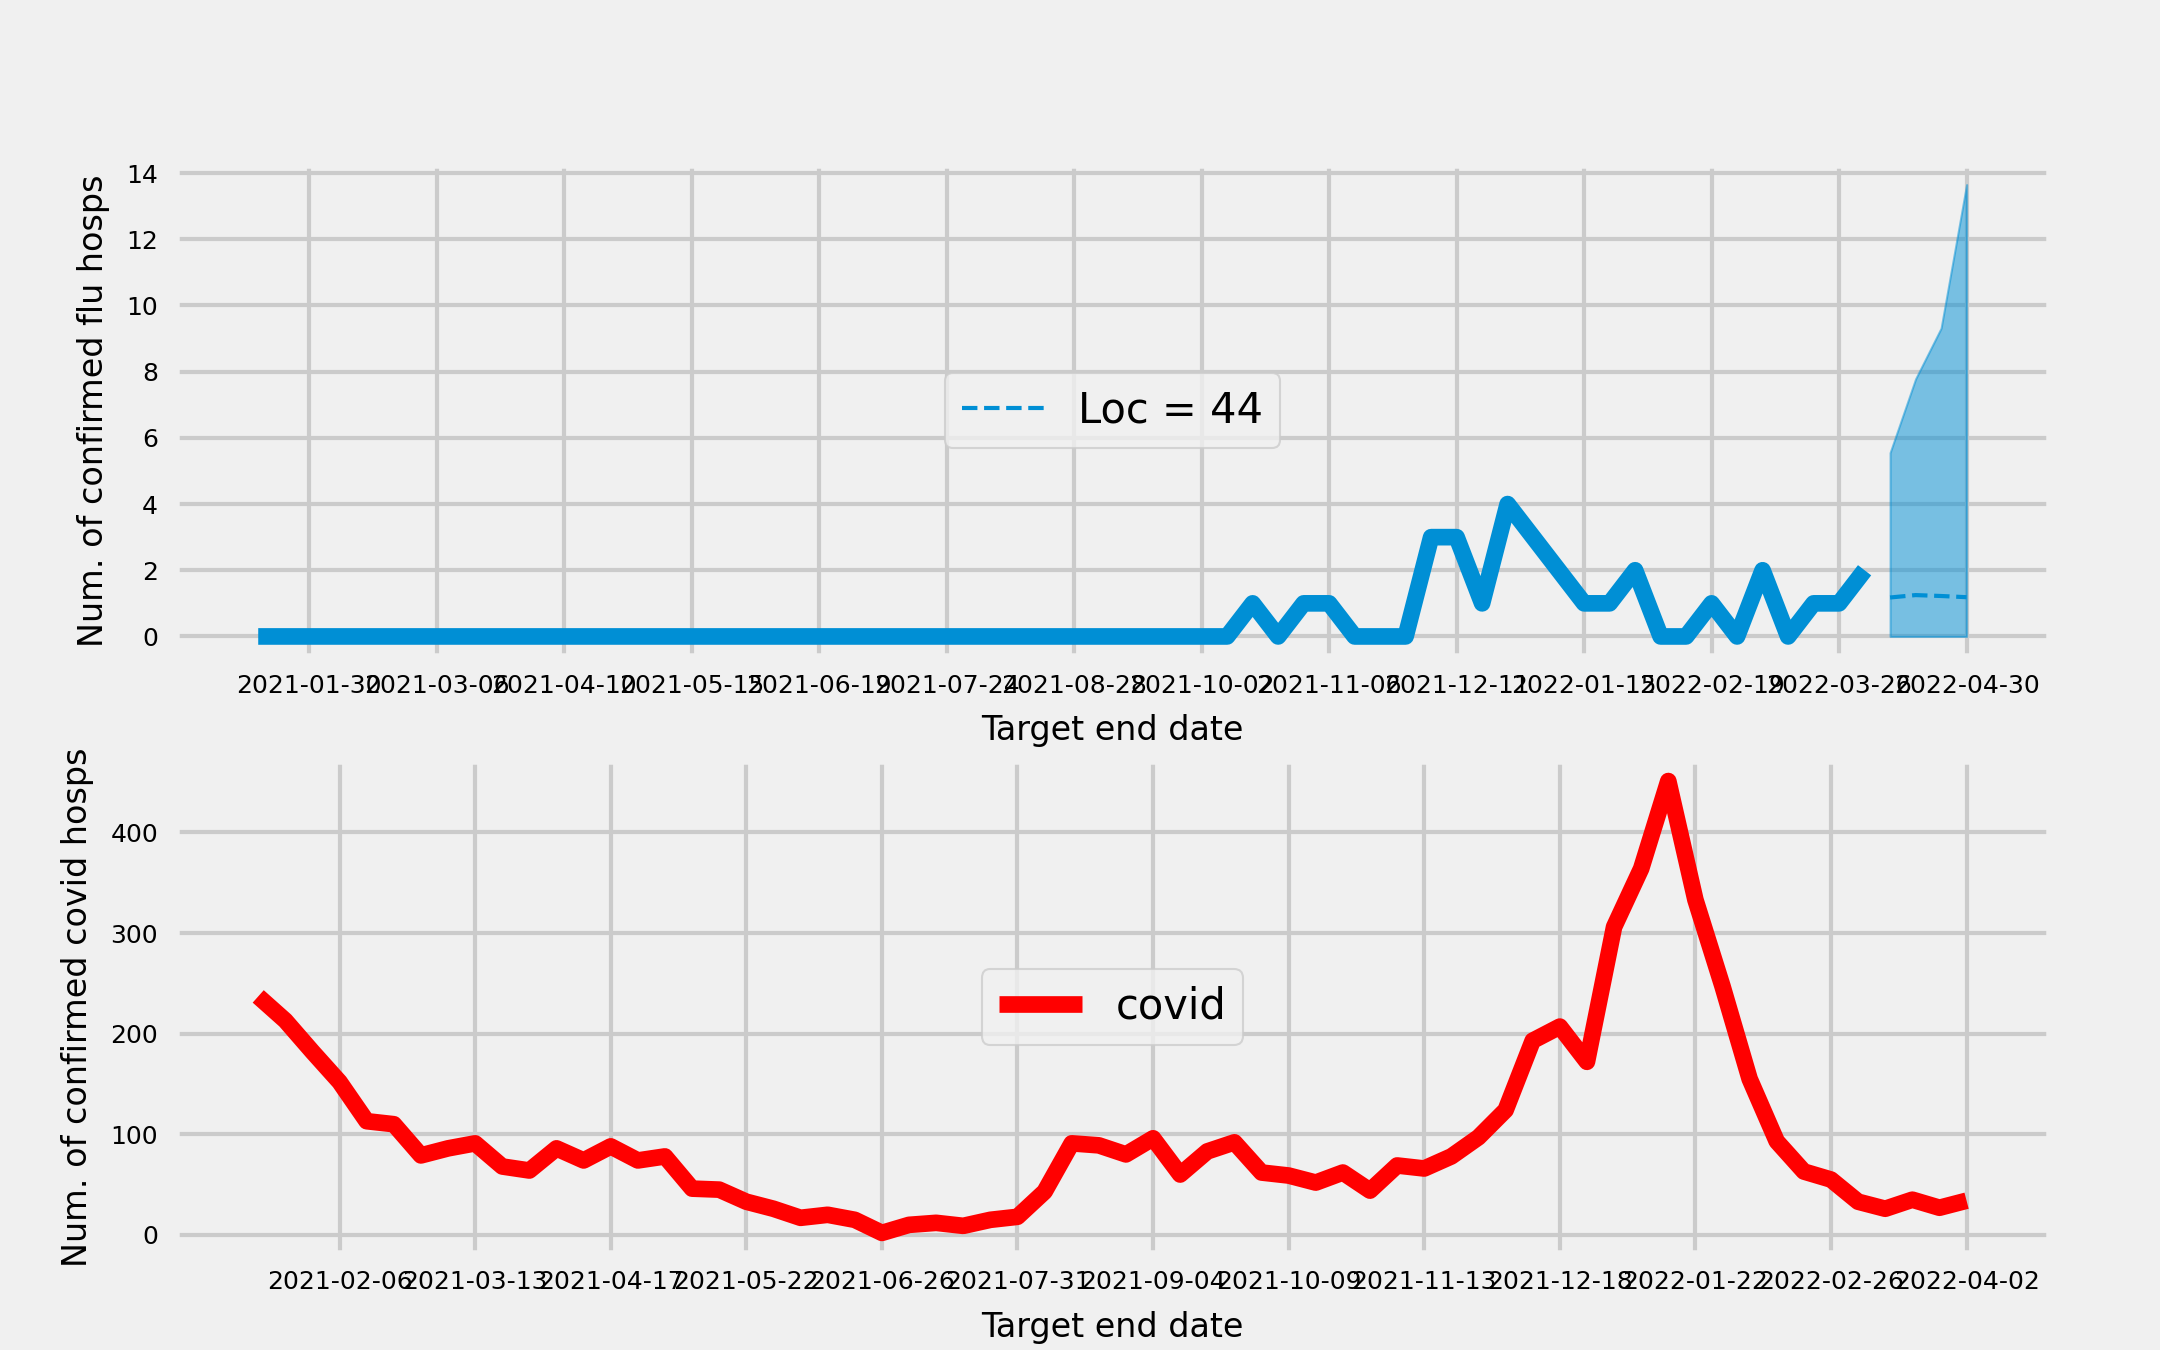 Num. of confirmed flu hosps
14
12
10
8
6
4
2
0
Loc = 44
2021-01-30 2021-03-06 2021-04-10 2021-05-15 2021-06-19 2021-07-24 2021-08-28 2021-10-02 2021-11-06 2021-12-11 2022-01-15 2022-02-19 2022-03-26 2022-04-30
Target end date
Num. of confirmed covid hosps
400
300
200
100
0
covid
2021-02-06 2021-03-13 2021-04-17 2021-05-22 2021-06-26 2021-07-31 2021-09-04 2021-10-09 2021-11-13 2021-12-18 2022-01-22 2022-02-26 2022-04-02
Target end date